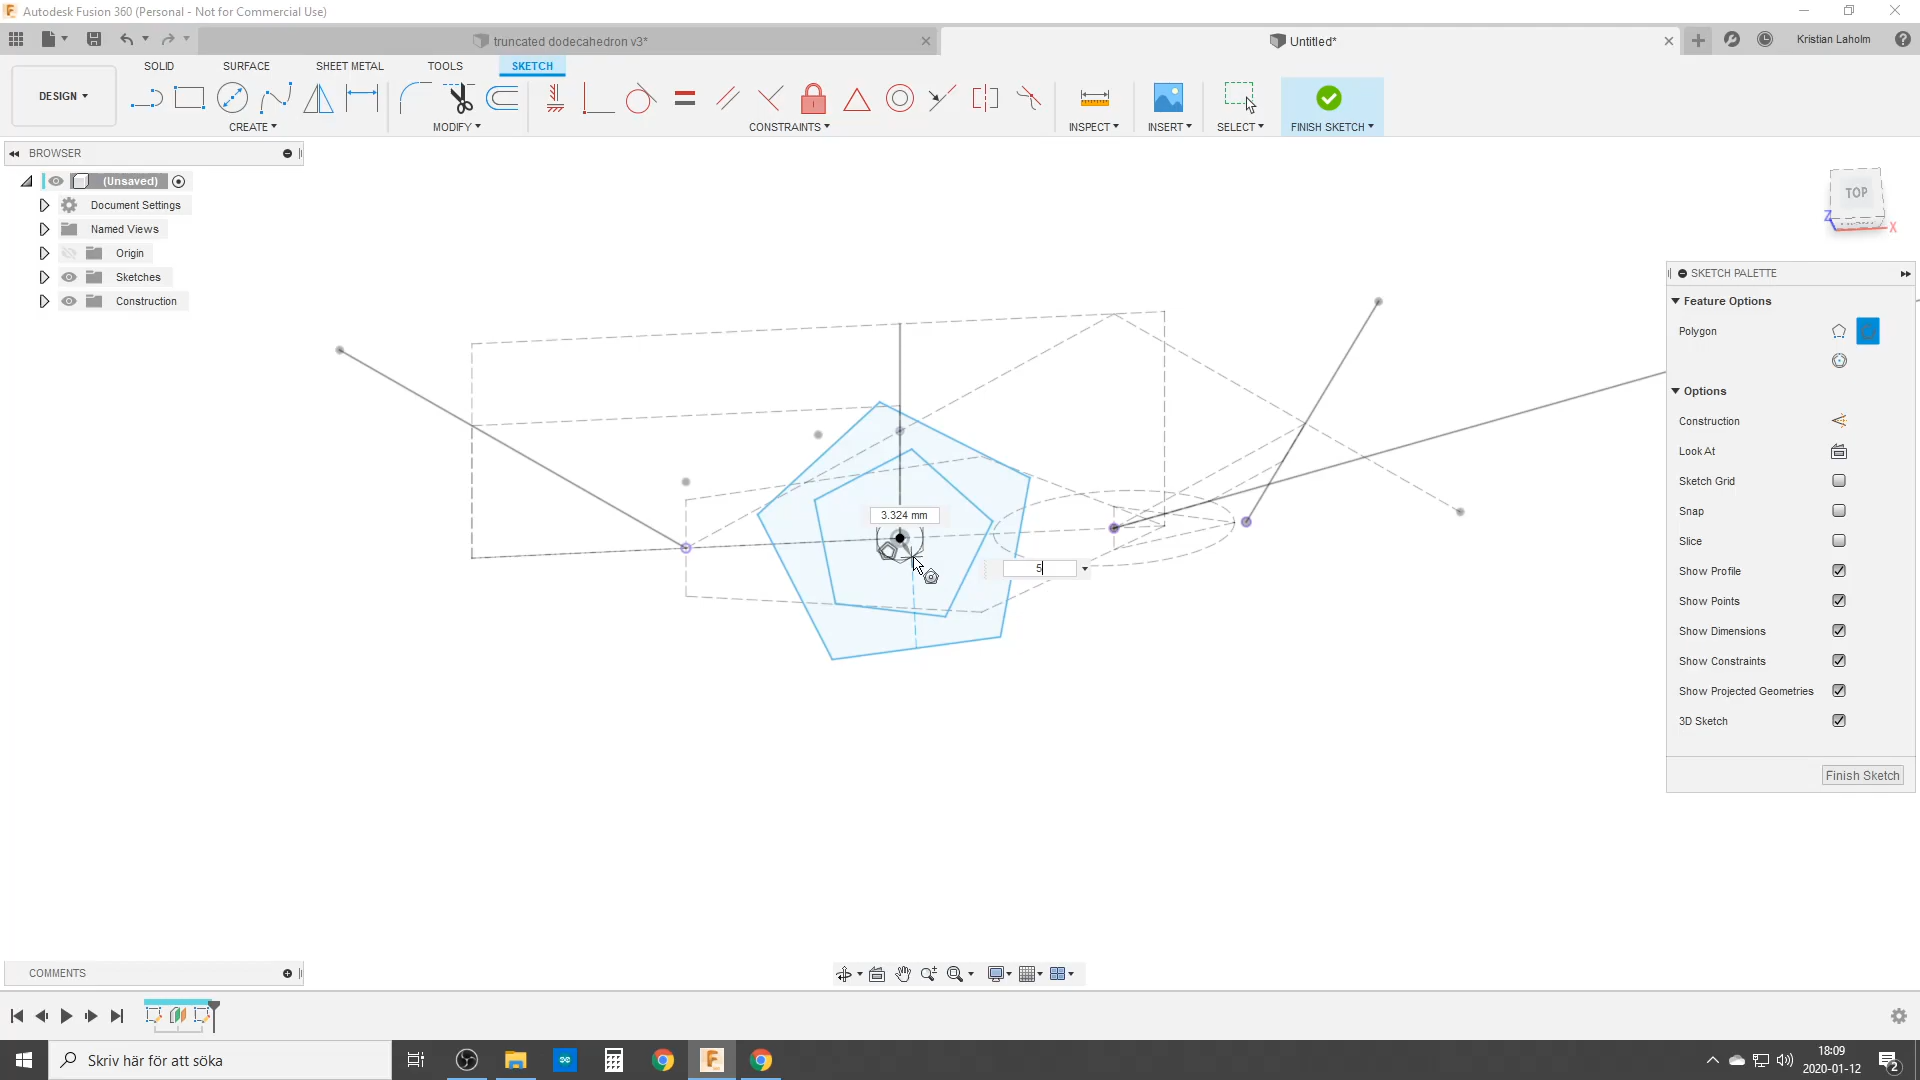 Autodesk Fusion 360 (Personal - Not for Commercial Use)
truncated dodecahedron v3*
Untitled*
Kristian Laholm
DESIGN
SOLID
SURFACE
SHEET METAL
TOOLS
SKETCH
CREATE
MODIFY
CONSTRAINTS
INSPECT
INSERT
SELECT
FINISH SKETCH
BROWSER
(Unsaved)
Document Settings
Named Views
Origin
Sketches
Construction
TOP
Z
X
3.324 mm
5
SKETCH PALETTE
Feature Options
Polygon
Options
Construction
Look At
Sketch Grid
Snap
Slice
Show Profile
Show Points
Show Dimensions
Show Constraints
Show Projected Geometries
3D Sketch
Finish Sketch
COMMENTS
Skriv här för att söka
18:09
2020-01-12
2